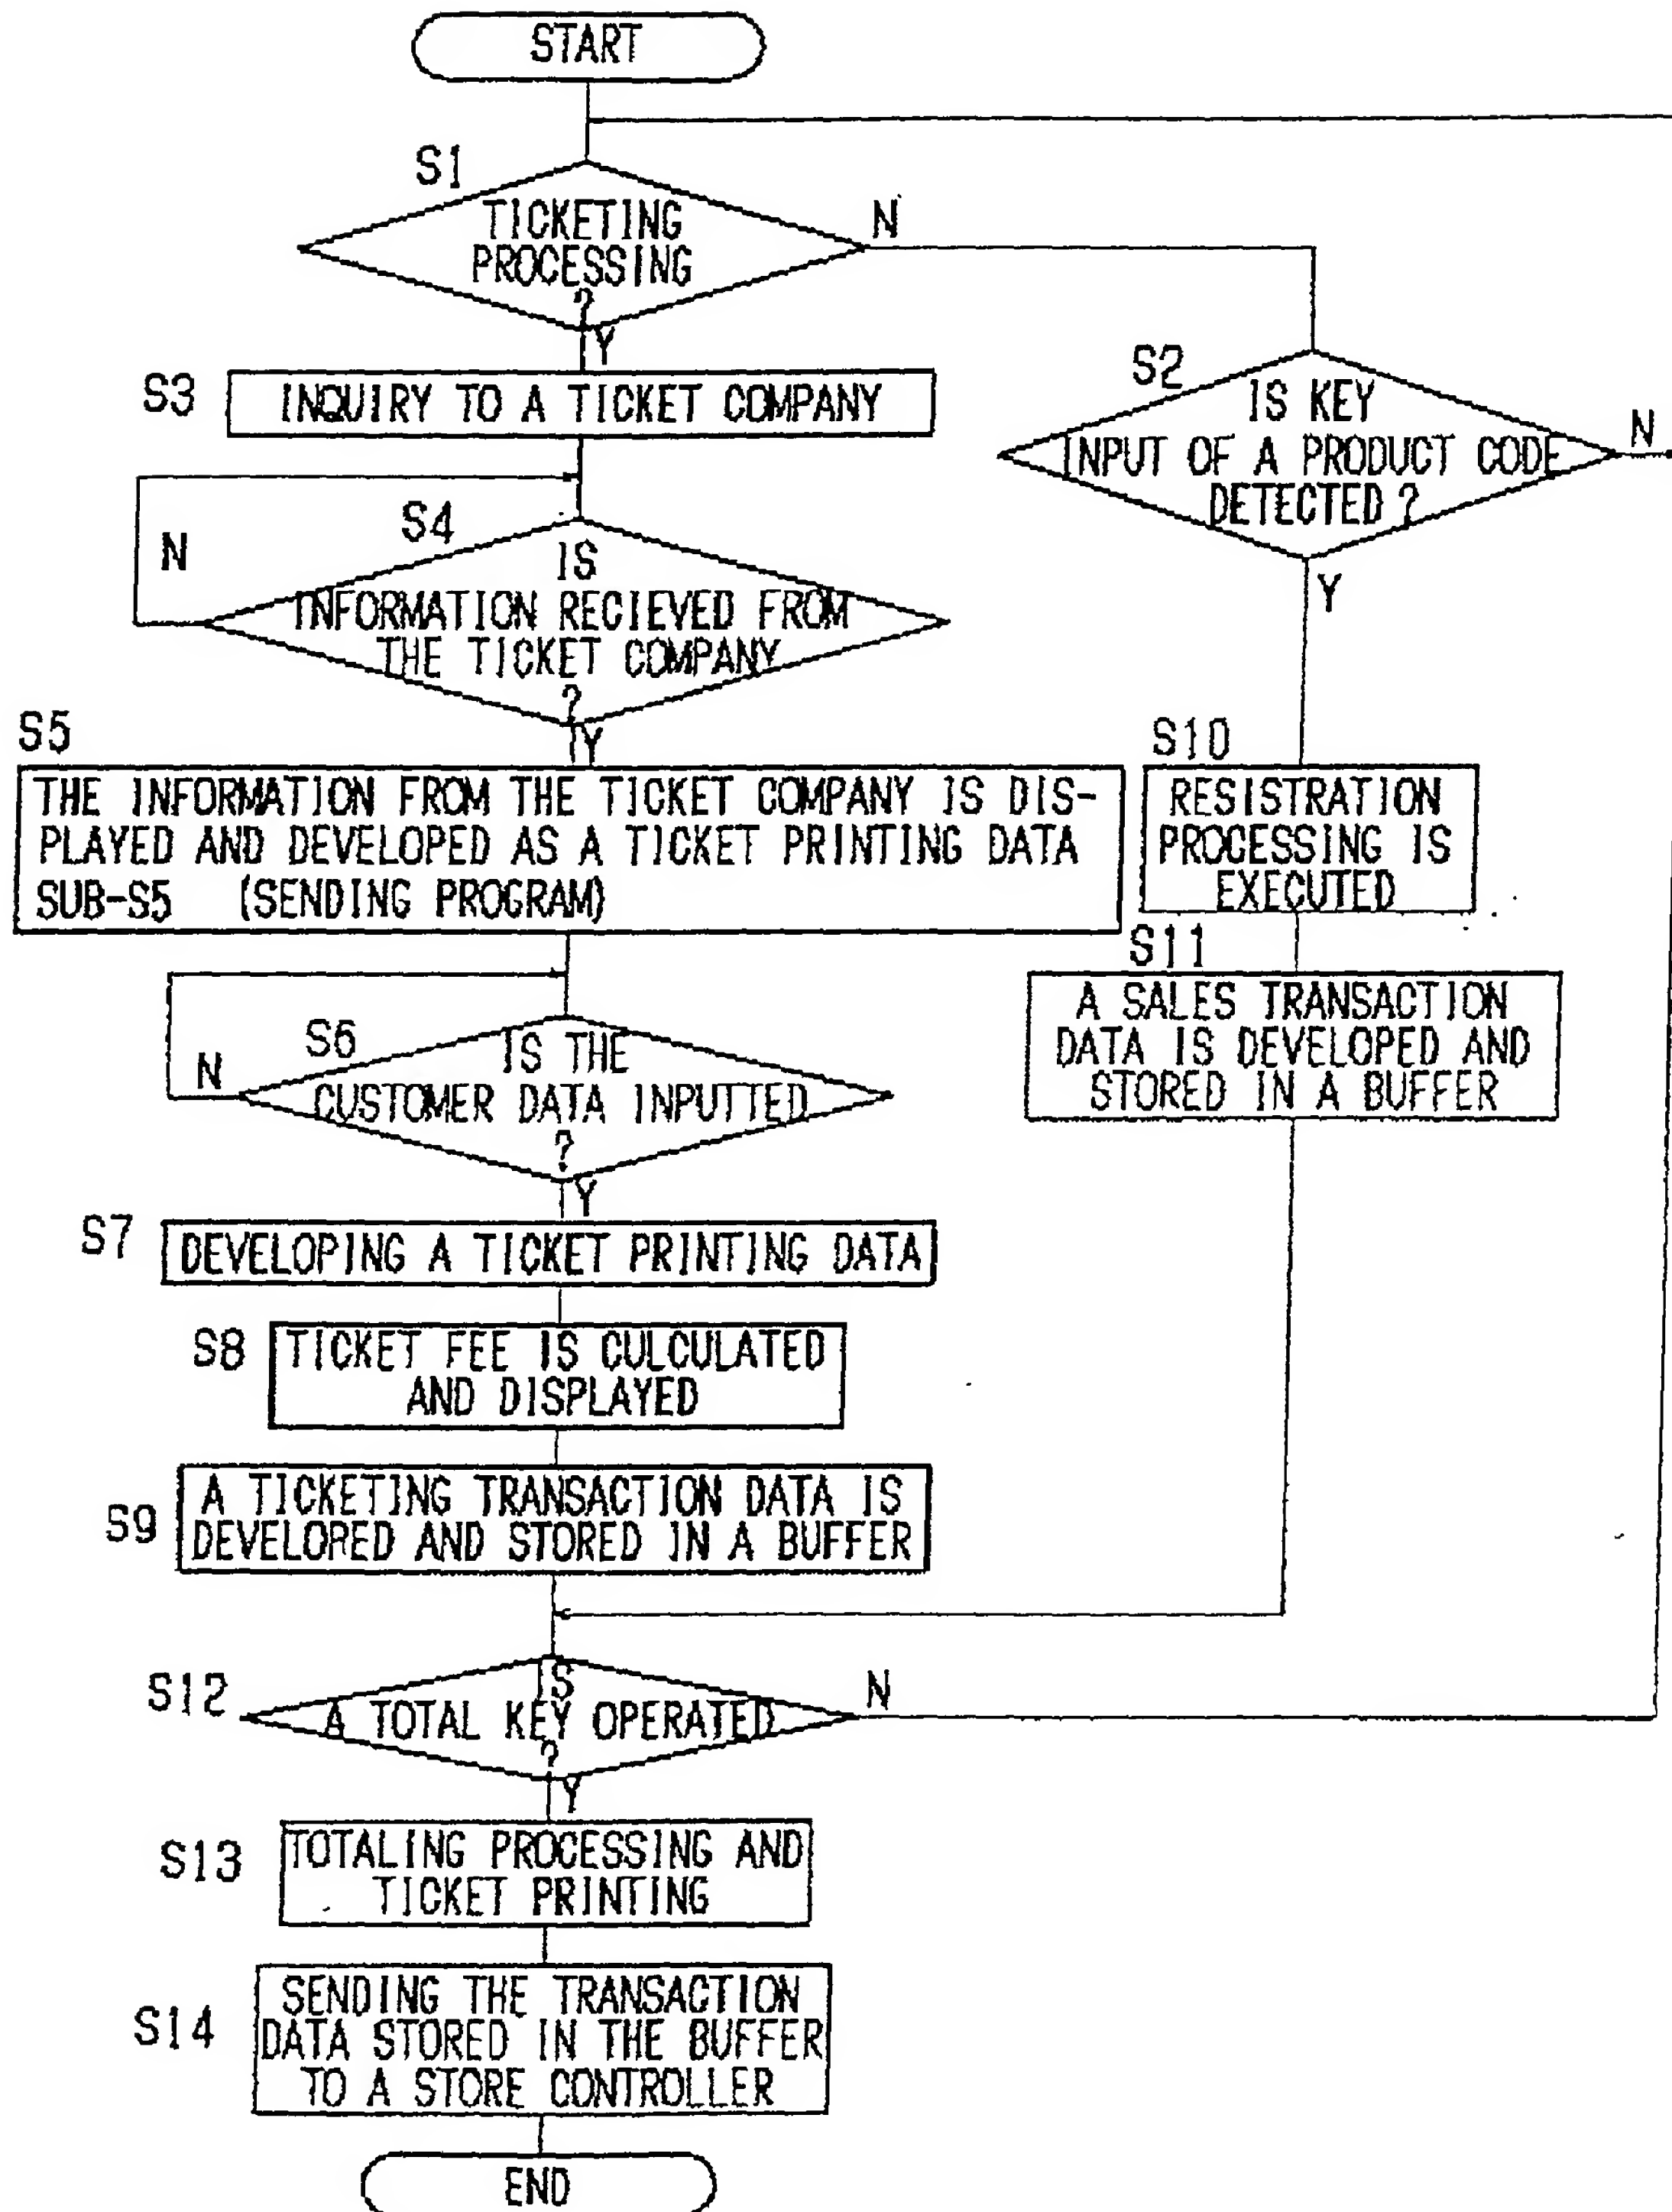 START
S1
TICKETING
PROCESSING
?
N
Y
S3
INQUIRY TO A TICKET COMPANY
S2
IS KEY
INPUT OF A PRODUCT CODE
DETECTED ?
N
Y
S4
N
IS
INFORMATION RECIEVED FROM
THE TICKET COMPANY
?
Y
S5
THE INFORMATION FROM THE TICKET COMPANY IS DIS-
PLAYED AND DEVELOPED AS A TICKET PRINTING DATA
SUB-S5 (SENDING PROGRAM)
S10
RESISTRATION
PROCESSING IS
EXECUTED
S11
A SALES TRANSACTION
DATA IS DEVELOPED AND
STORED IN A BUFFER
S6
N
IS THE
CUSTOMER DATA INPUTTED
?
Y
S7
DEVELOPING A TICKET PRINTING DATA
S8
TICKET FEE IS CULCULATED
AND DISPLAYED
S9
A TICKETING TRANSACTION DATA IS
DEVELORED AND STORED IN A BUFFER
S12
IS
A TOTAL KEY OPERATED
?
N
Y
S13
TOTALING PROCESSING AND
TICKET PRINTING
S14
SENDING THE TRANSACTION
DATA STORED IN THE BUFFER
TO A STORE CONTROLLER
END